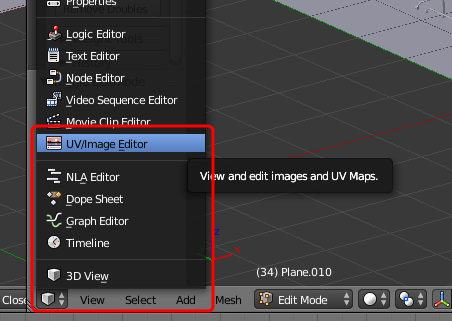 Properties
Logic Editor
Text Editor
Node Editor
Video Sequence Editor
Movie Clip Editor
UV/Image Editor
View and edit images and UV Maps.
NLA Editor
Dope Sheet
Graph Editor
Timeline
3D View
(34) Plane.010
Close View Select Add Mesh Edit Mode